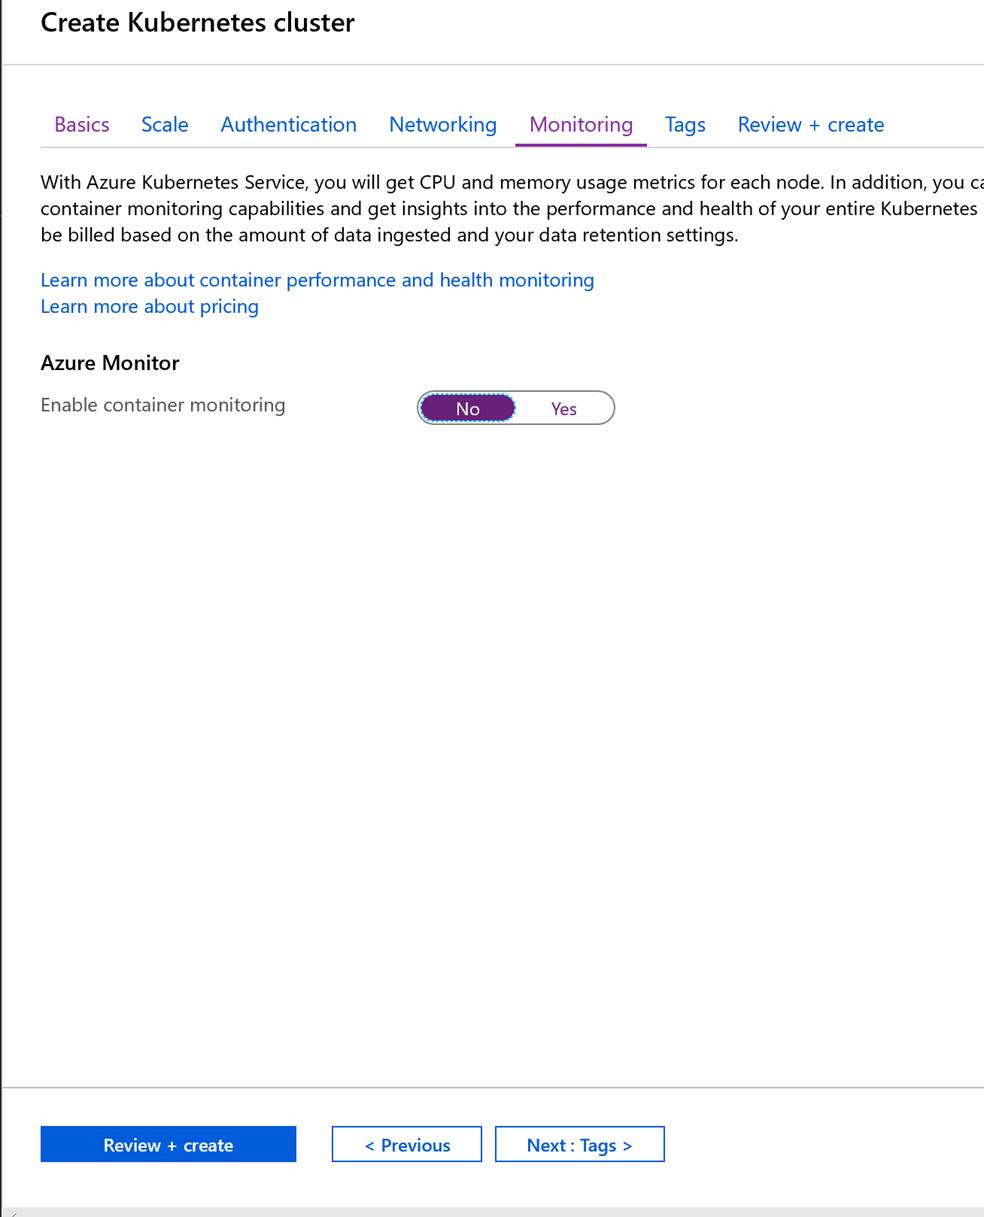 Create Kubernetes cluster
Basics Scale Authentication Networking Monitoring Tags Review + create
With Azure Kubernetes Service, you will get CPU and memory usage metrics for each node. In addition, you
container monitoring capabilities and get insights into the performance and health of your entire Kubernetes
be billed based on the amount of data ingested and your data retention settings.
Learn more about container performance and health monitoring
Learn more about pricing
Azure Monitor
Enable container monitoring No Yes
Review + create < Previous Next : Tags >